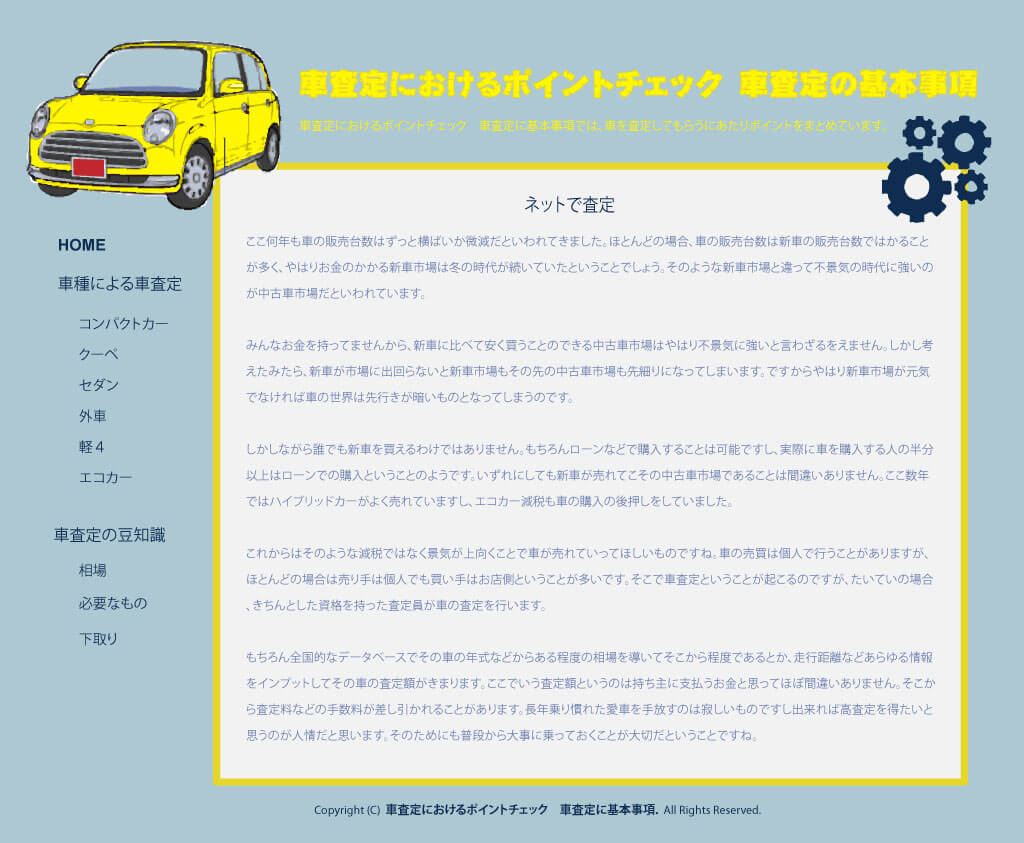 車査定におけるポイントチェック 車査定の基本事項
車査定におけるポイントチェック　車査定に基本事項では、車を査定してもらうにあたりポイントをまとめています。
HOME
車種による車査定
コンパクトカー
クーペ
セダン
外車
軽４
エコカー
車査定の豆知識
相場
必要なもの
下取り
ネットで査定
ここ何年も車の販売台数はずっと横ばいか微減だといわれてきました。ほとんどの場合、車の販売台数は新車の販売台数ではかること
が多く、やはりお金のかかる新車市場は冬の時代が続いていたということでしょう。そのような新車市場と違って不景気の時代に強いの
が中古車市場だといわれています。
みんなお金を持ってませんから、新車に比べて安く買うことのできる中古車市場はやはり不景気に強いと言わざるをえません。しかし考
えたみたら、新車が市場に出回らないと新車市場もその先の中古車市場も先細りになってしまいます。ですからやはり新車市場が元気
でなければ車の世界は先行きが暗いものとなってしまうのです。
しかしながら誰でも新車を買えるわけではありません。もちろんローンなどで購入することは可能ですし、実際に車を購入する人の半分
以上はローンでの購入ということのようです。いずれにしても新車が売れてこその中古車市場であることは間違いありません。ここ数年
ではハイブリッドカーがよく売れていますし、エコカー減税も車の購入の後押しをしていました。
これからはそのような減税ではなく景気が上向くことで車が売れていってほしいものですね。車の売買は個人で行うことがありますが、
ほとんどの場合は売り手は個人でも買い手はお店側ということが多いです。そこで車査定ということが起こるのですが、たいていの場合
、きちんとした資格を持った査定員が車の査定を行います。
もちろん全国的なデータベースでその車の年式などからある程度の相場を導いてそこから程度であるとか、走行距離などあらゆる情報
をインプットしてその車の査定額がきまります。ここでいう査定額というのは持ち主に支払うお金と思ってほぼ間違いありません。そこか
ら査定料などの手数料が差し引かれることがあります。長年乗り慣れた愛車を手放すのは寂しいものですし出来れば高査定を得たいと
思うのが人情だと思います。そのためにも普段から大事に乗っておくことが大切だということですね。
Copyright (C) 車査定におけるポイントチェック　車査定に基本事項. All Rights Reserved.